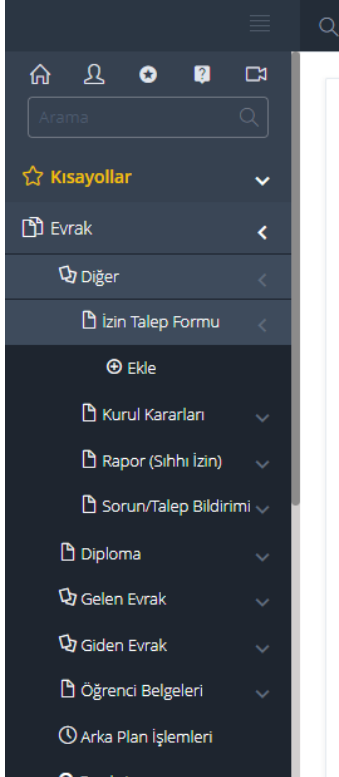 Arama
Kısayollar
Evrak
Diğer
İzin Talep Formu
Ekle
Kurul Kararları
Rapor (Sıhhı İzin)
Sorun/Talep Bildirimi
Diploma
Gelen Evrak
Giden Evrak
Öğrenci Belgeleri
Arka Plan İşlemleri